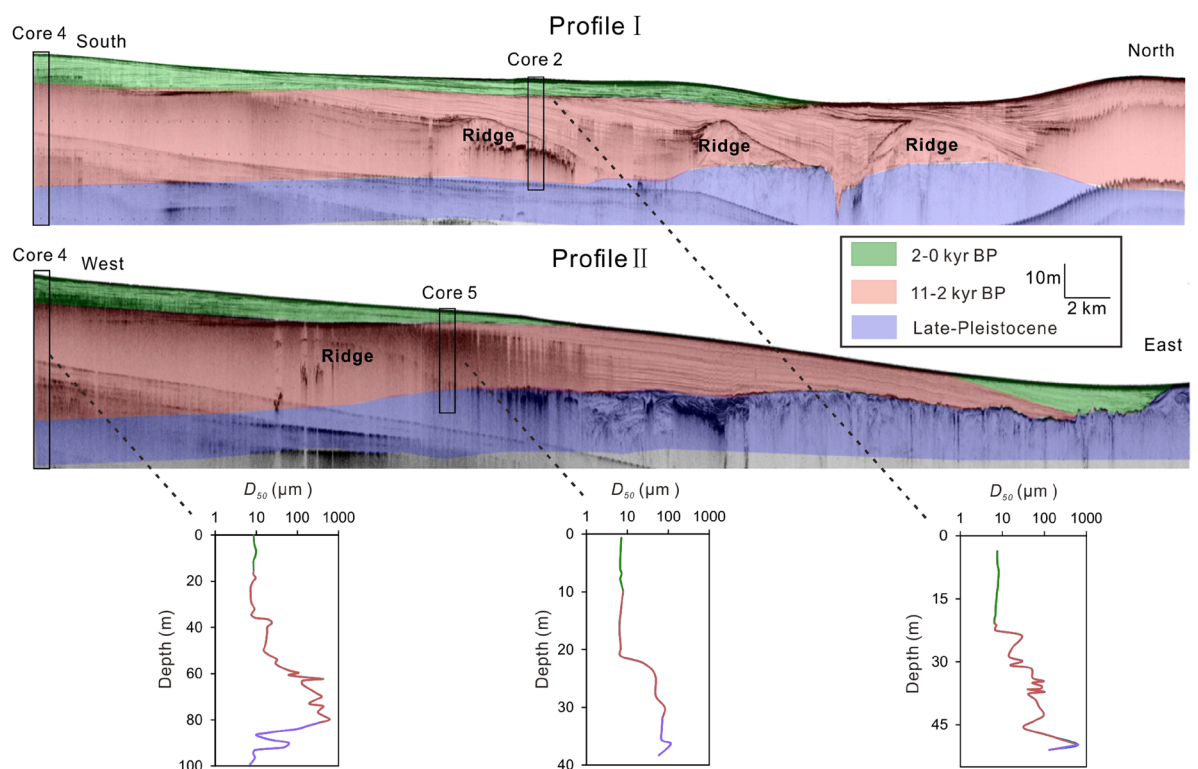 Profile I
Core 4
South
Core 2
North
Ridge
Ridge
Ridge
Core 4
West
Profile II
Core 5
Ridge
2-0 kyr BP
11-2 kyr BP
Late-Pleistocene
10m
2 km
East
D50 (μm )
1 10 100 1000
0
20
40
60
80
100
Depth (m)
D50 (μm )
1 10 100 1000
0
10
20
30
40
Depth (m)
D50 (μm )
1 10 100 1000
0
15
30
45
Depth (m)